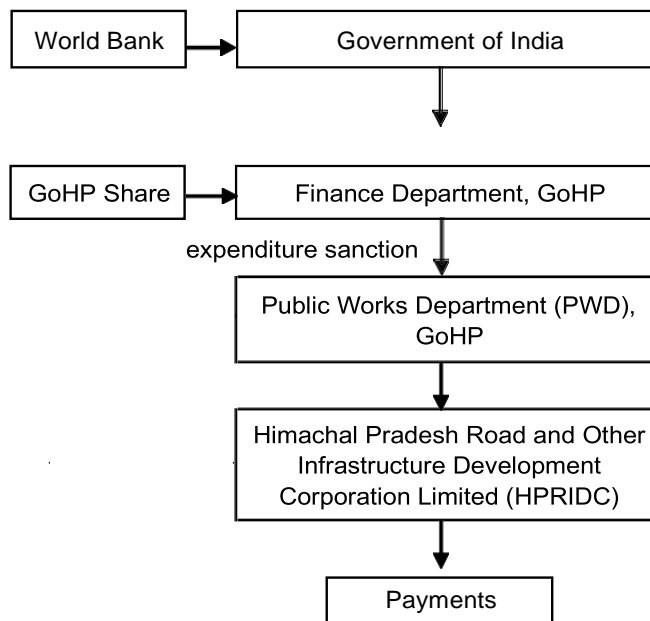 World Bank
Government of India
GoHP Share
Finance Department, GoHP
expenditure sanction
Public Works Department (PWD),
GoHP
Himachal Pradesh Road and Other
Infrastructure Development
Corporation Limited (HPRIDC)
Payments